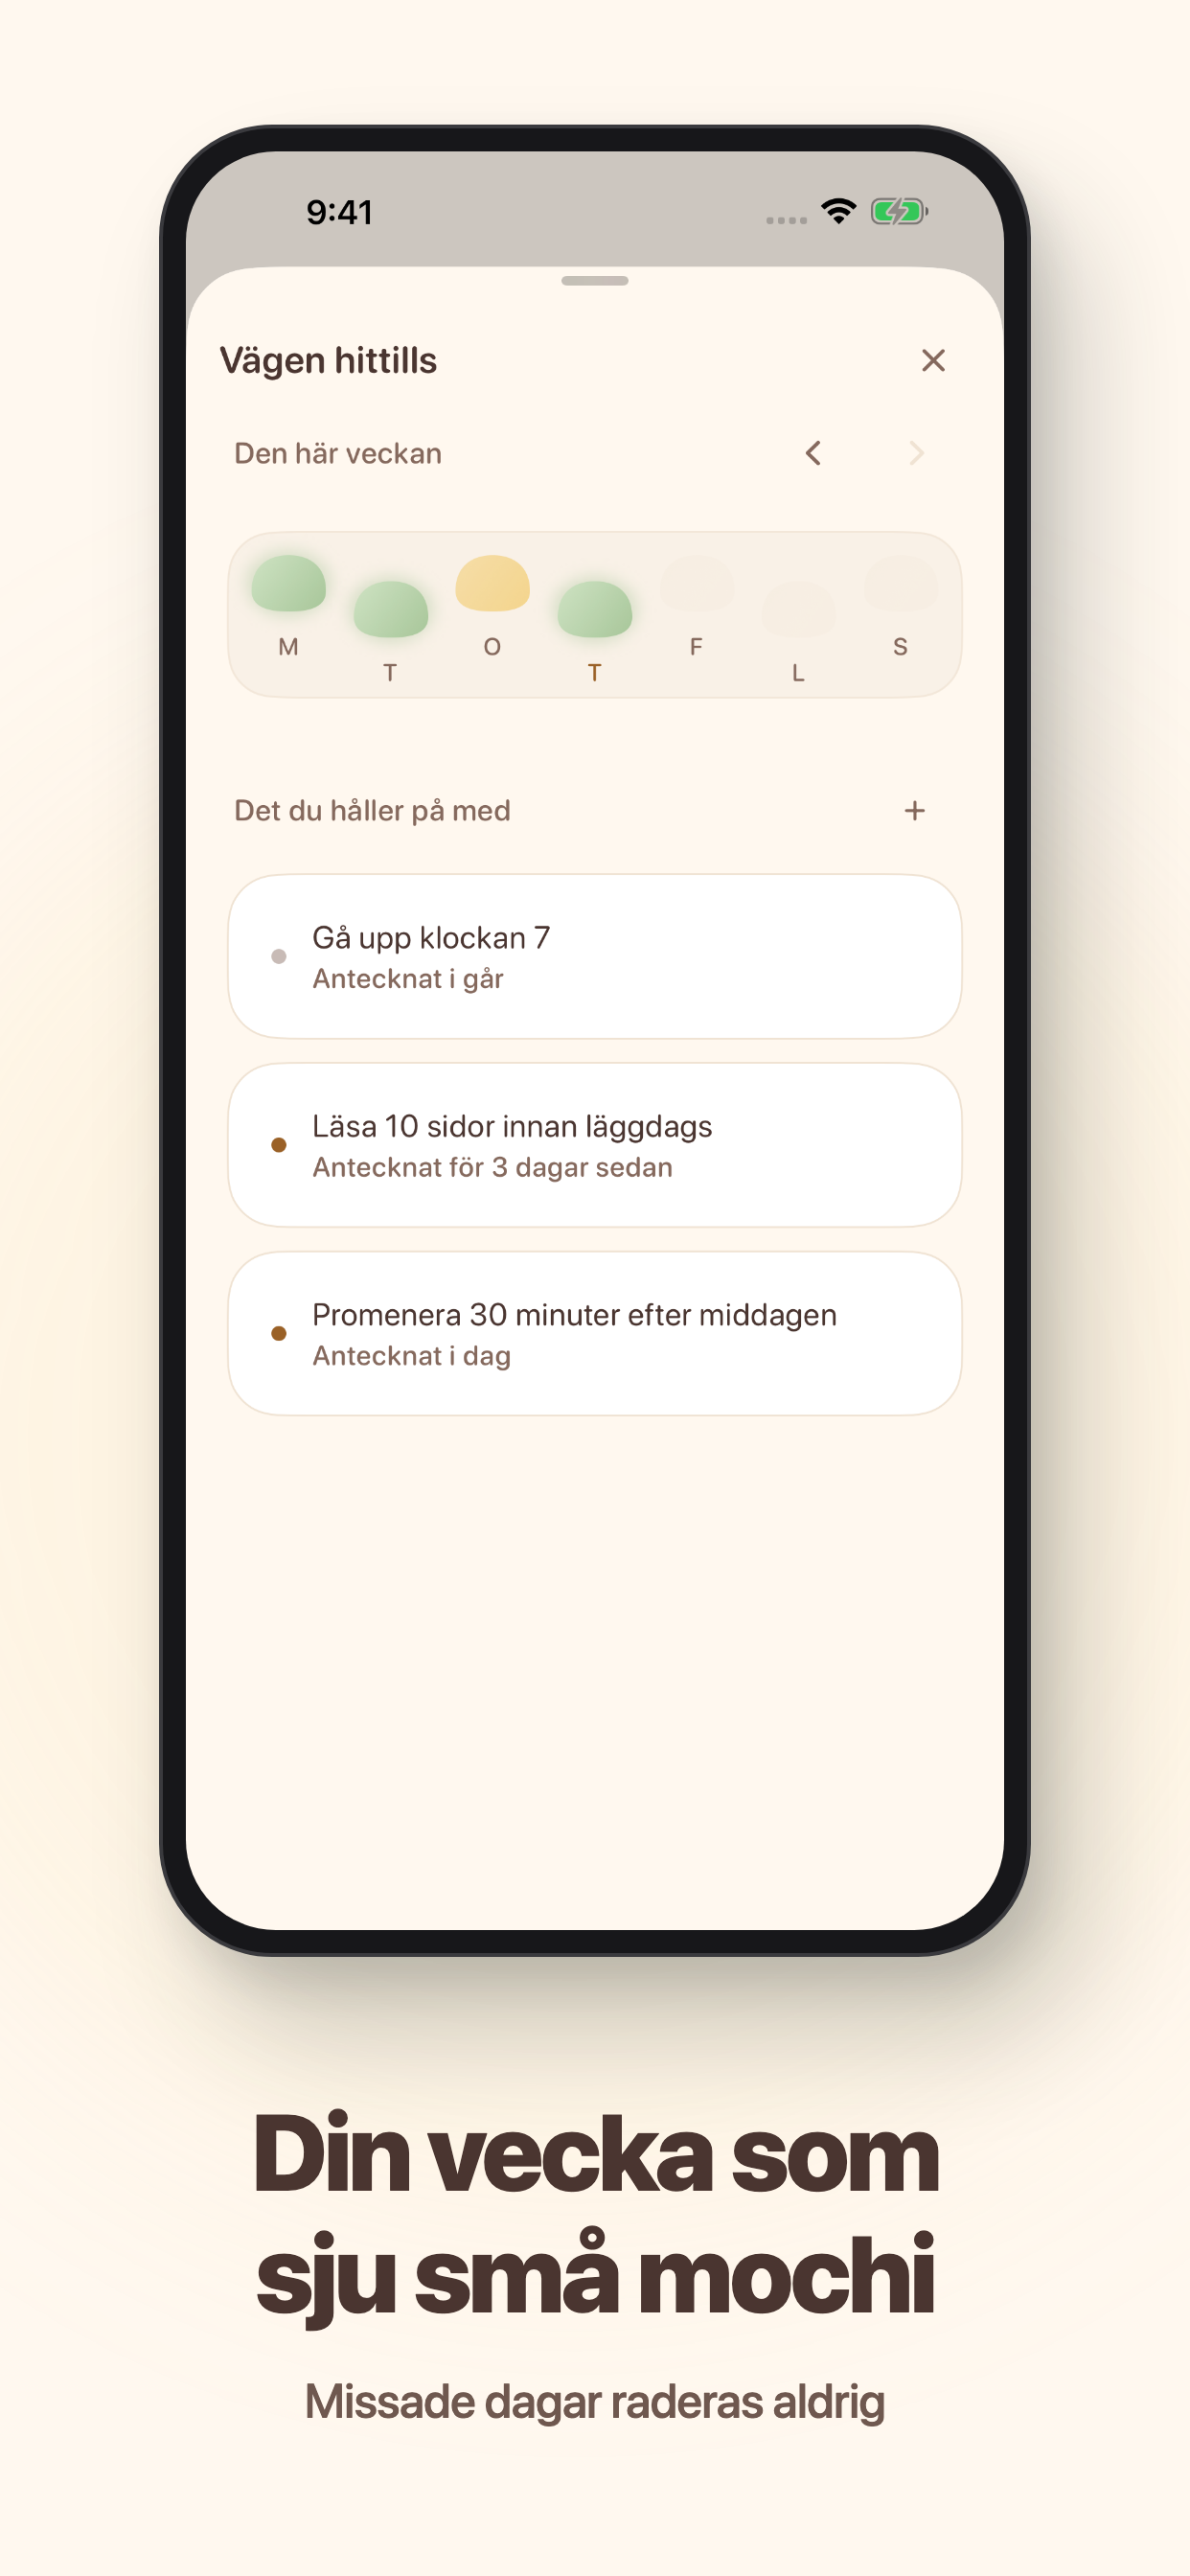 9:41
Vägen hittills
Den här veckan
M T O T F L S
Det du håller på med
Gå upp klockan 7
Antecknat i går
Läsa 10 sidor innan läggdags
Antecknat för 3 dagar sedan
Promenera 30 minuter efter middagen
Antecknat i dag
Din vecka som
sju små mochi
Missade dagar raderas aldrig